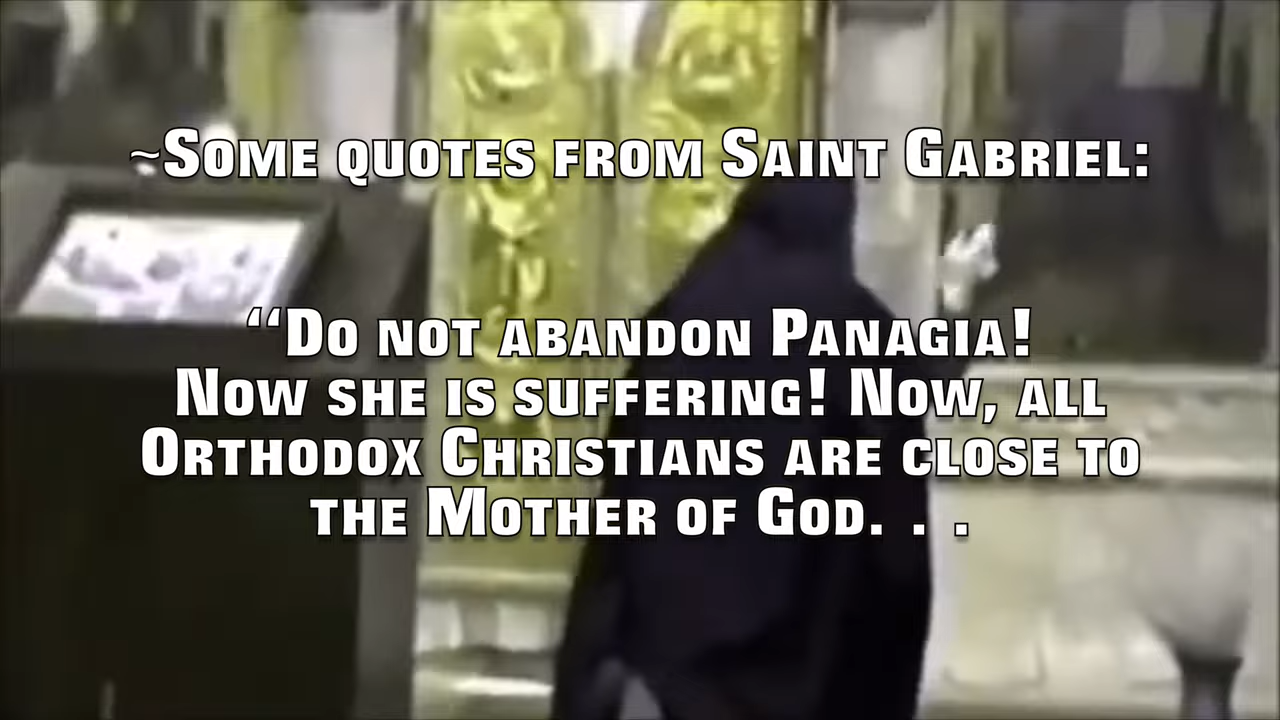 ~Some quotes from Saint Gabriel:
“Do not abandon Panagia!
Now she is suffering! Now, all
Orthodox Christians are close to
the Mother of God. . .